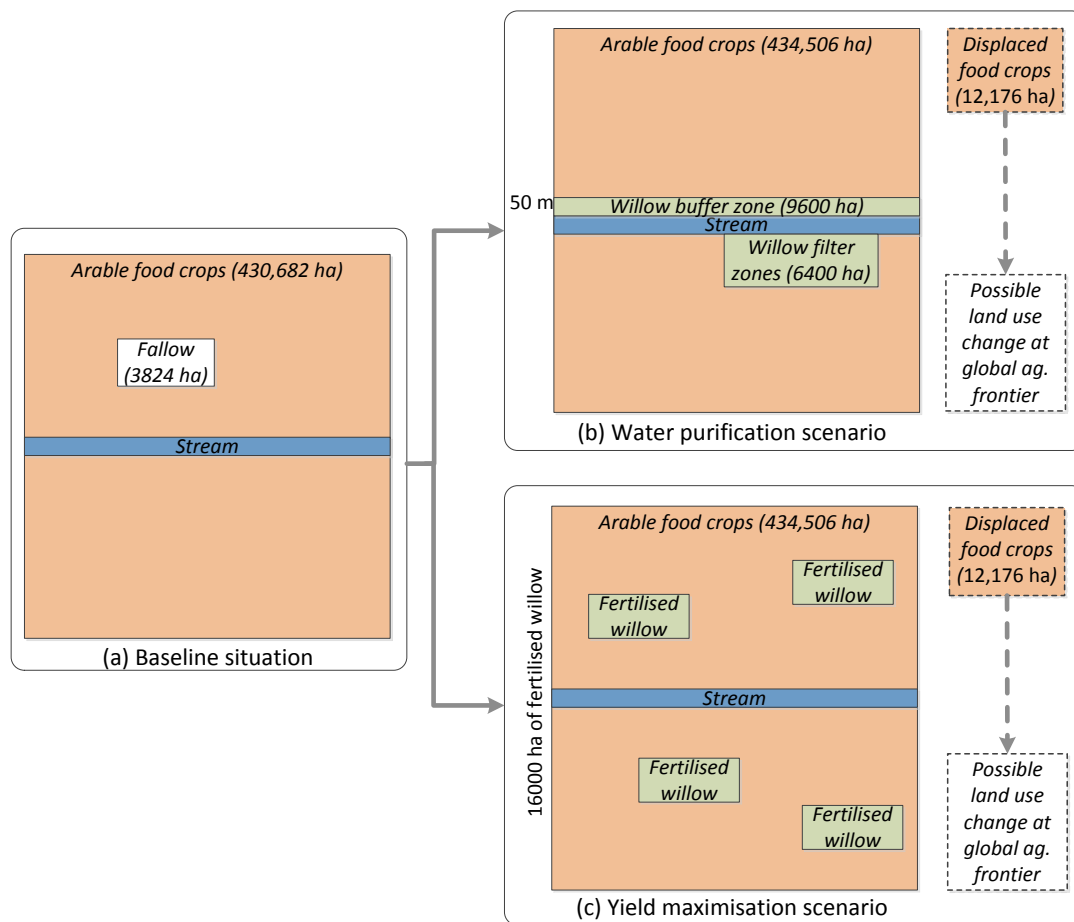 Arable food crops (430,682 ha)
Fallow
(3824 ha)
Stream
(a) Baseline situation
Arable food crops (434,506 ha)
50 m
Willow buffer zone (9600 ha)
Stream
Willow filter
zones (6400 ha)
Displaced
food crops
(12,176 ha)
Possible
land use
change at
global ag.
frontier
(b) Water purification scenario
16000 ha of fertilised willow
Arable food crops (434,506 ha)
Fertilised
willow
Fertilised
willow
Stream
Fertilised
willow
Fertilised
willow
Displaced
food crops
(12,176 ha)
Possible
land use
change at
global ag.
frontier
(c) Yield maximisation scenario